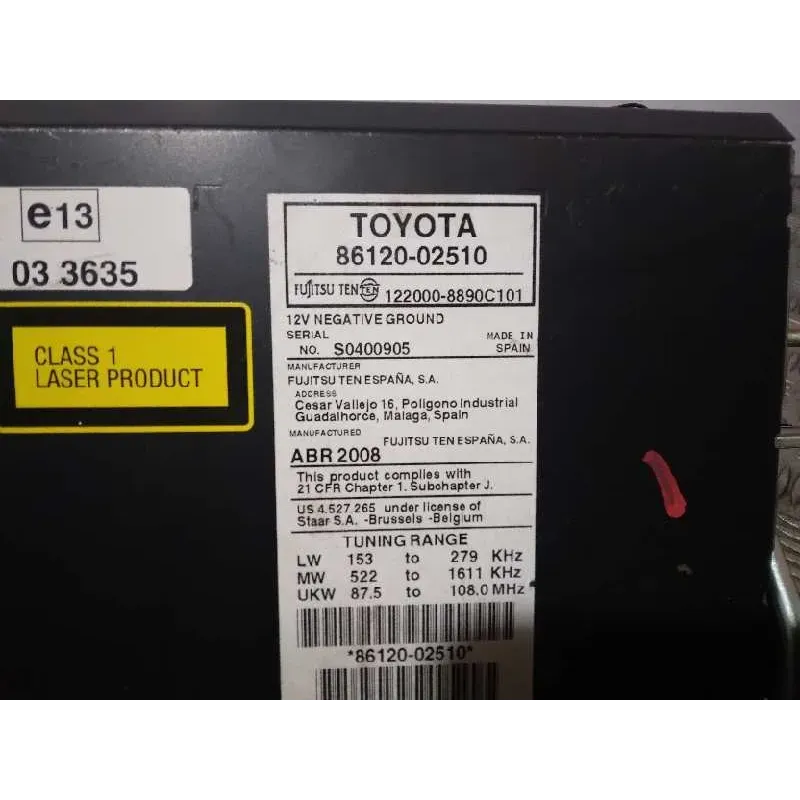 e13
03 3635
CLASS 1
LASER PRODUCT
TOYOTA
86120-02510
FUJITSU TEN TEN 122000-8890C101
12V NEGATIVE GROUND
SERIAL MADE IN
NO. S0400905 SPAIN
MANUFACTURER
FUJITSU TEN ESPAÑA, S.A.
ADDRESS
Cesar Vallejo 16, Poligono Industrial
Guadalhorce, Malaga, Spain
MANUFACTURED FUJITSU TEN ESPAÑA, S.A.
ABR 2008
This product complies with
21 CFR Chapter 1. Subchapter J.
US 4.527.265 under license of
Staar S.A. -Brussels -Belgium
TUNING RANGE
LW 153 to 279 KHz
MW 522 to 1611 KHz
UKW 87.5 to 108.0 MHz
*86120-02510*